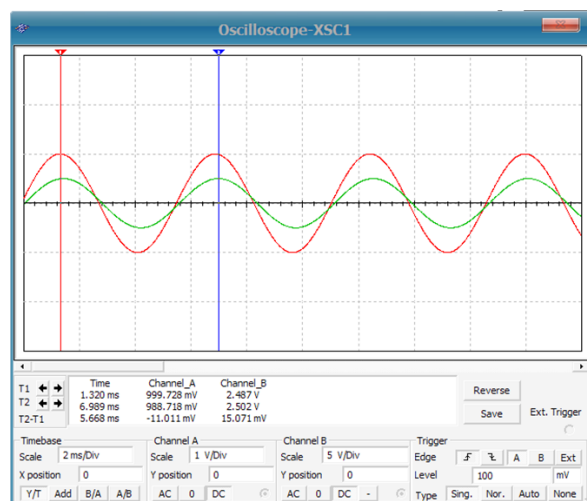 Oscilloscope-XSC1
Time Channel_A Channel_B
T1 1.320 ms 999.728 mV 2.487 V
T2 6.989 ms 988.718 mV 2.502 V
T2-T1 5.668 ms -11.011 mV 15.071 mV
Reverse
Save
Ext. Trigger
Timebase Channel A Channel B Trigger
Scale 2 ms/Div Scale 1 V/Div Scale 5 V/Div Edge A B Ext
X position 0 Y position 0 Y position 0 Level 100 mV
Y/T Add B/A A/B AC 0 DC AC 0 DC - Type Sing. Nor. Auto None